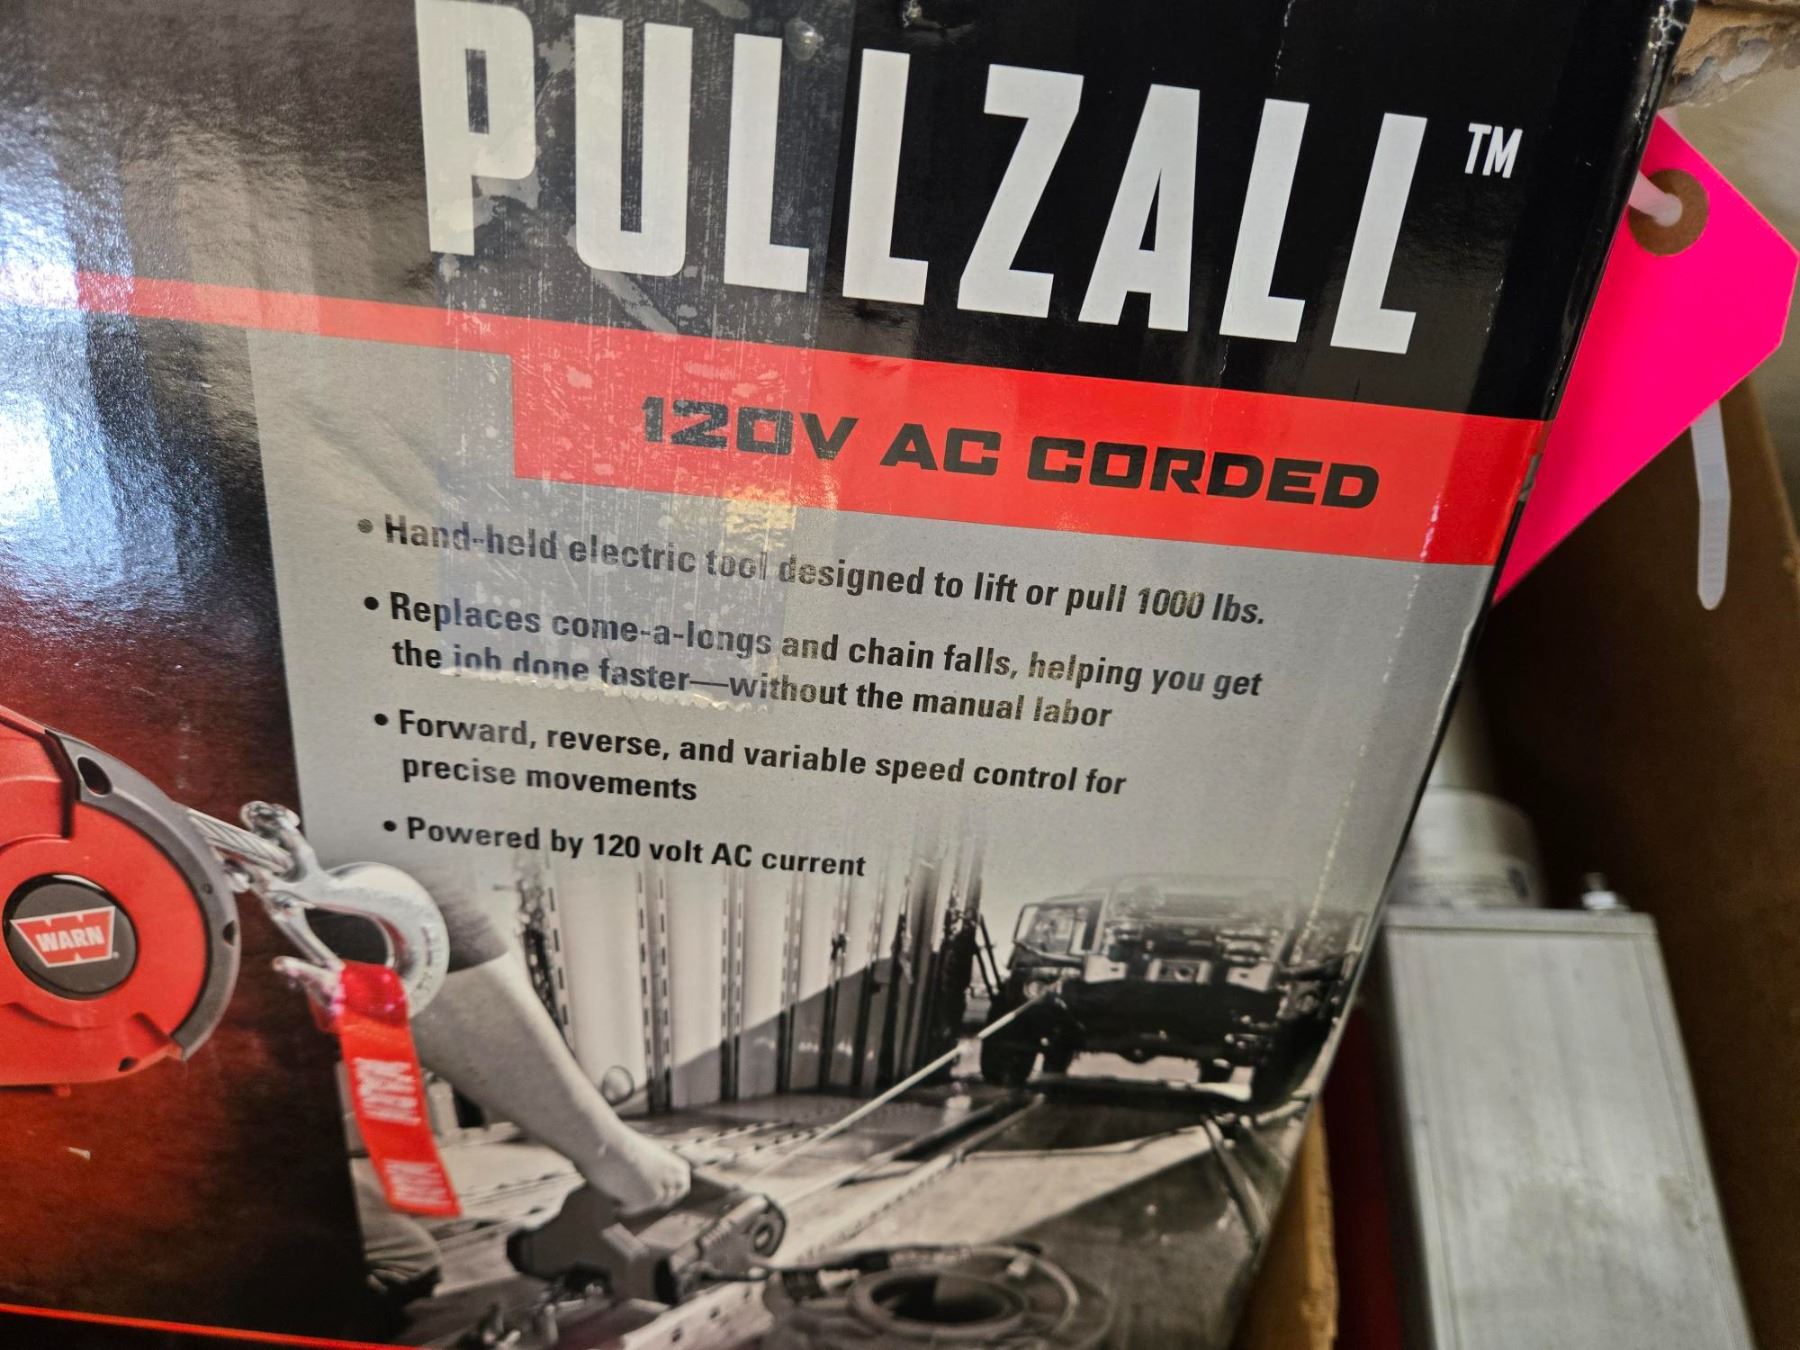 PULLZALL™
120V AC CORDED
• Hand-held electric tool designed to lift or pull 1000 lbs.
• Replaces come-a-longs and chain falls, helping you get
the job done faster—without the manual labor
• Forward, reverse, and variable speed control for
precise movements
• Powered by 120 volt AC current
WARN
WARN